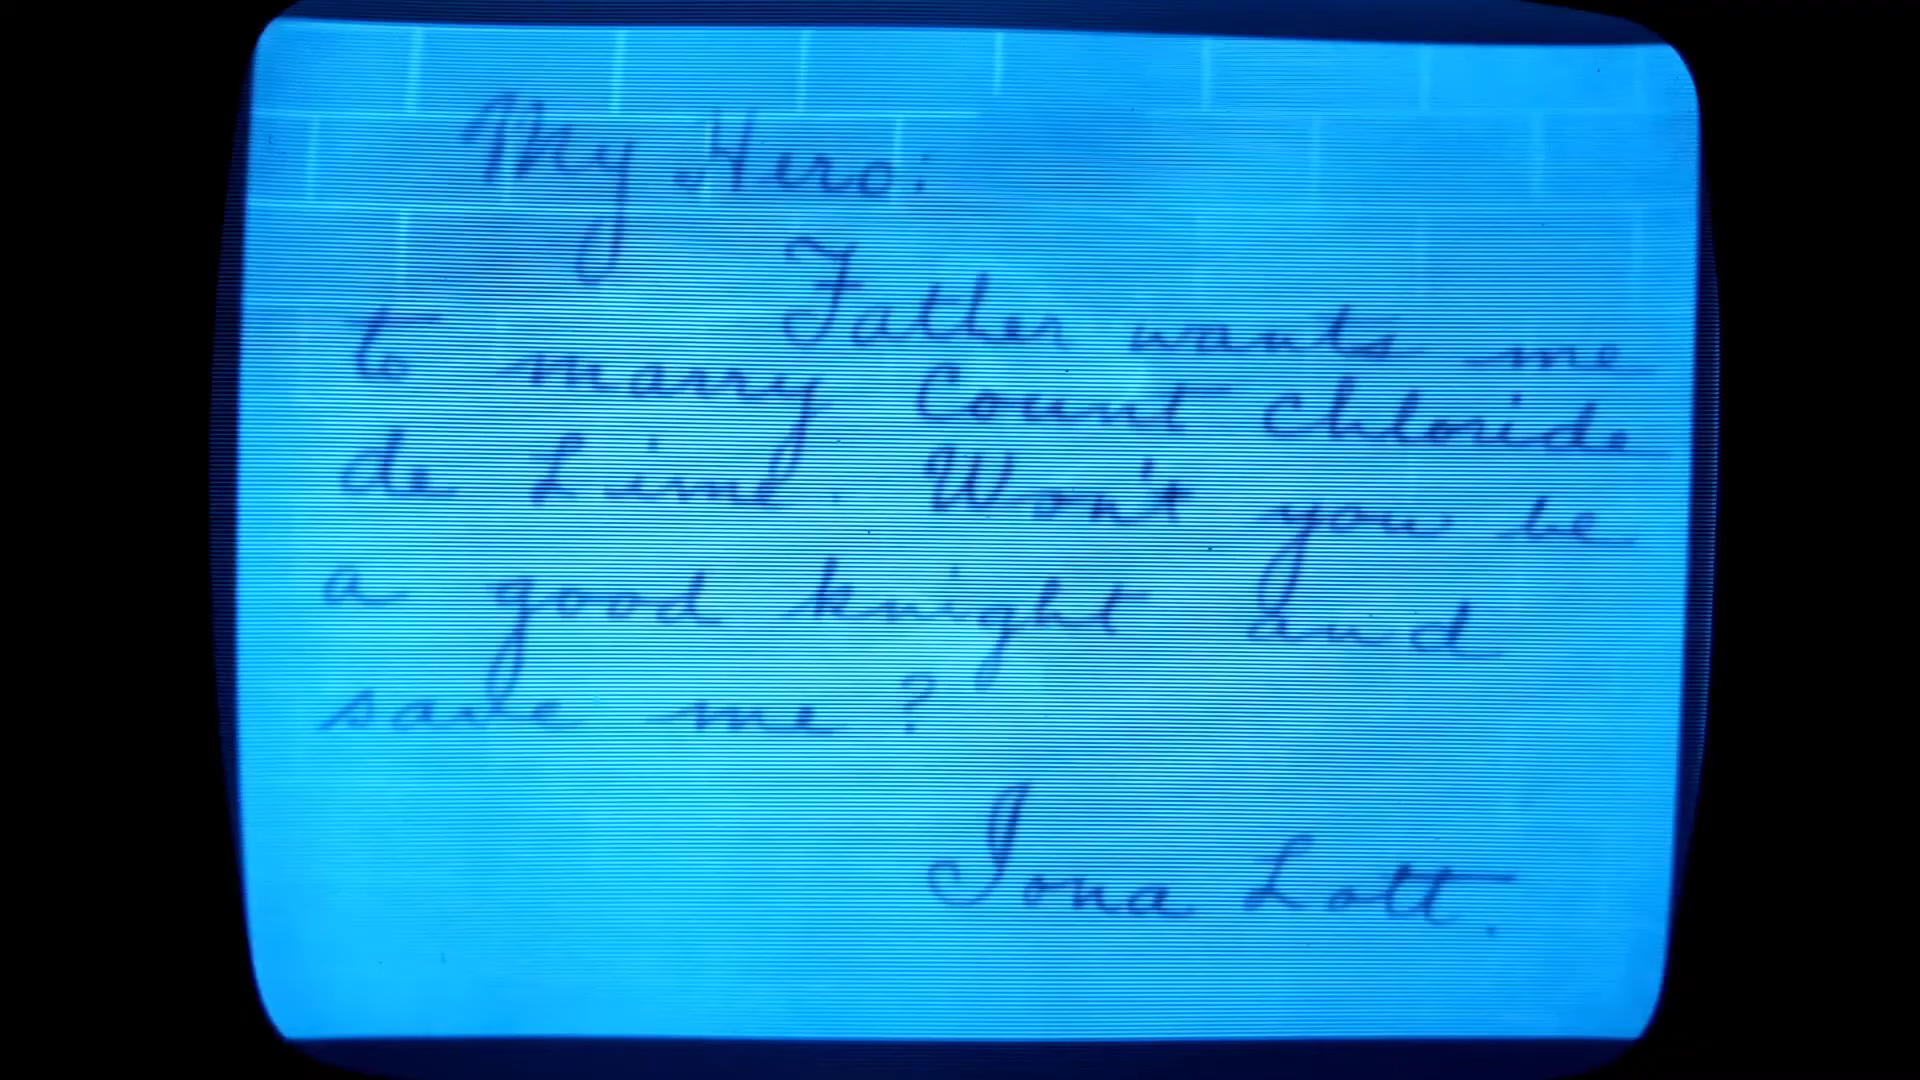 My Hero:
Father wants me
to marry Count Chloride
de Lime. Won't you be
a good knight and
save me?
Iona Lott.